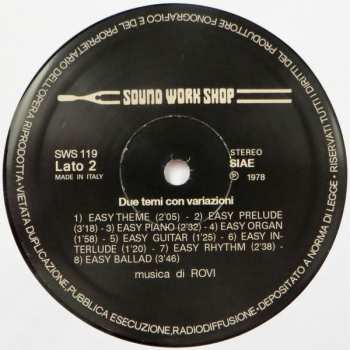 SOUND WORK SHOP
SWS 119
Lato 2
MADE IN ITALY
STEREO
SIAE
Ⓟ 1978
Due temi con variazioni
1) EASY THEME (2'05) - 2) EASY PRELUDE
(3'18) - 3) EASY PIANO (2'32) - 4) EASY ORGAN
(1'58) - 5) EASY GUITAR (1'25) - 6) EASY IN-
TERLUDE (1'20) - 7) EASY RHYTHM (2'38) -
8) EASY BALLAD (3'46)
musica di ROVI
RISERVATI TUTTI I DIRITTI DEL PRODUTTORE FONOGRAFICO E DEL PROPRIETARIO DELL'OPERA RIPRODOTTA • VIETATA DUPLICAZIONE, PUBBLICA ESECUZIONE, RADIODIFFUSIONE • DEPOSITATO A NORMA DI LEGGE •